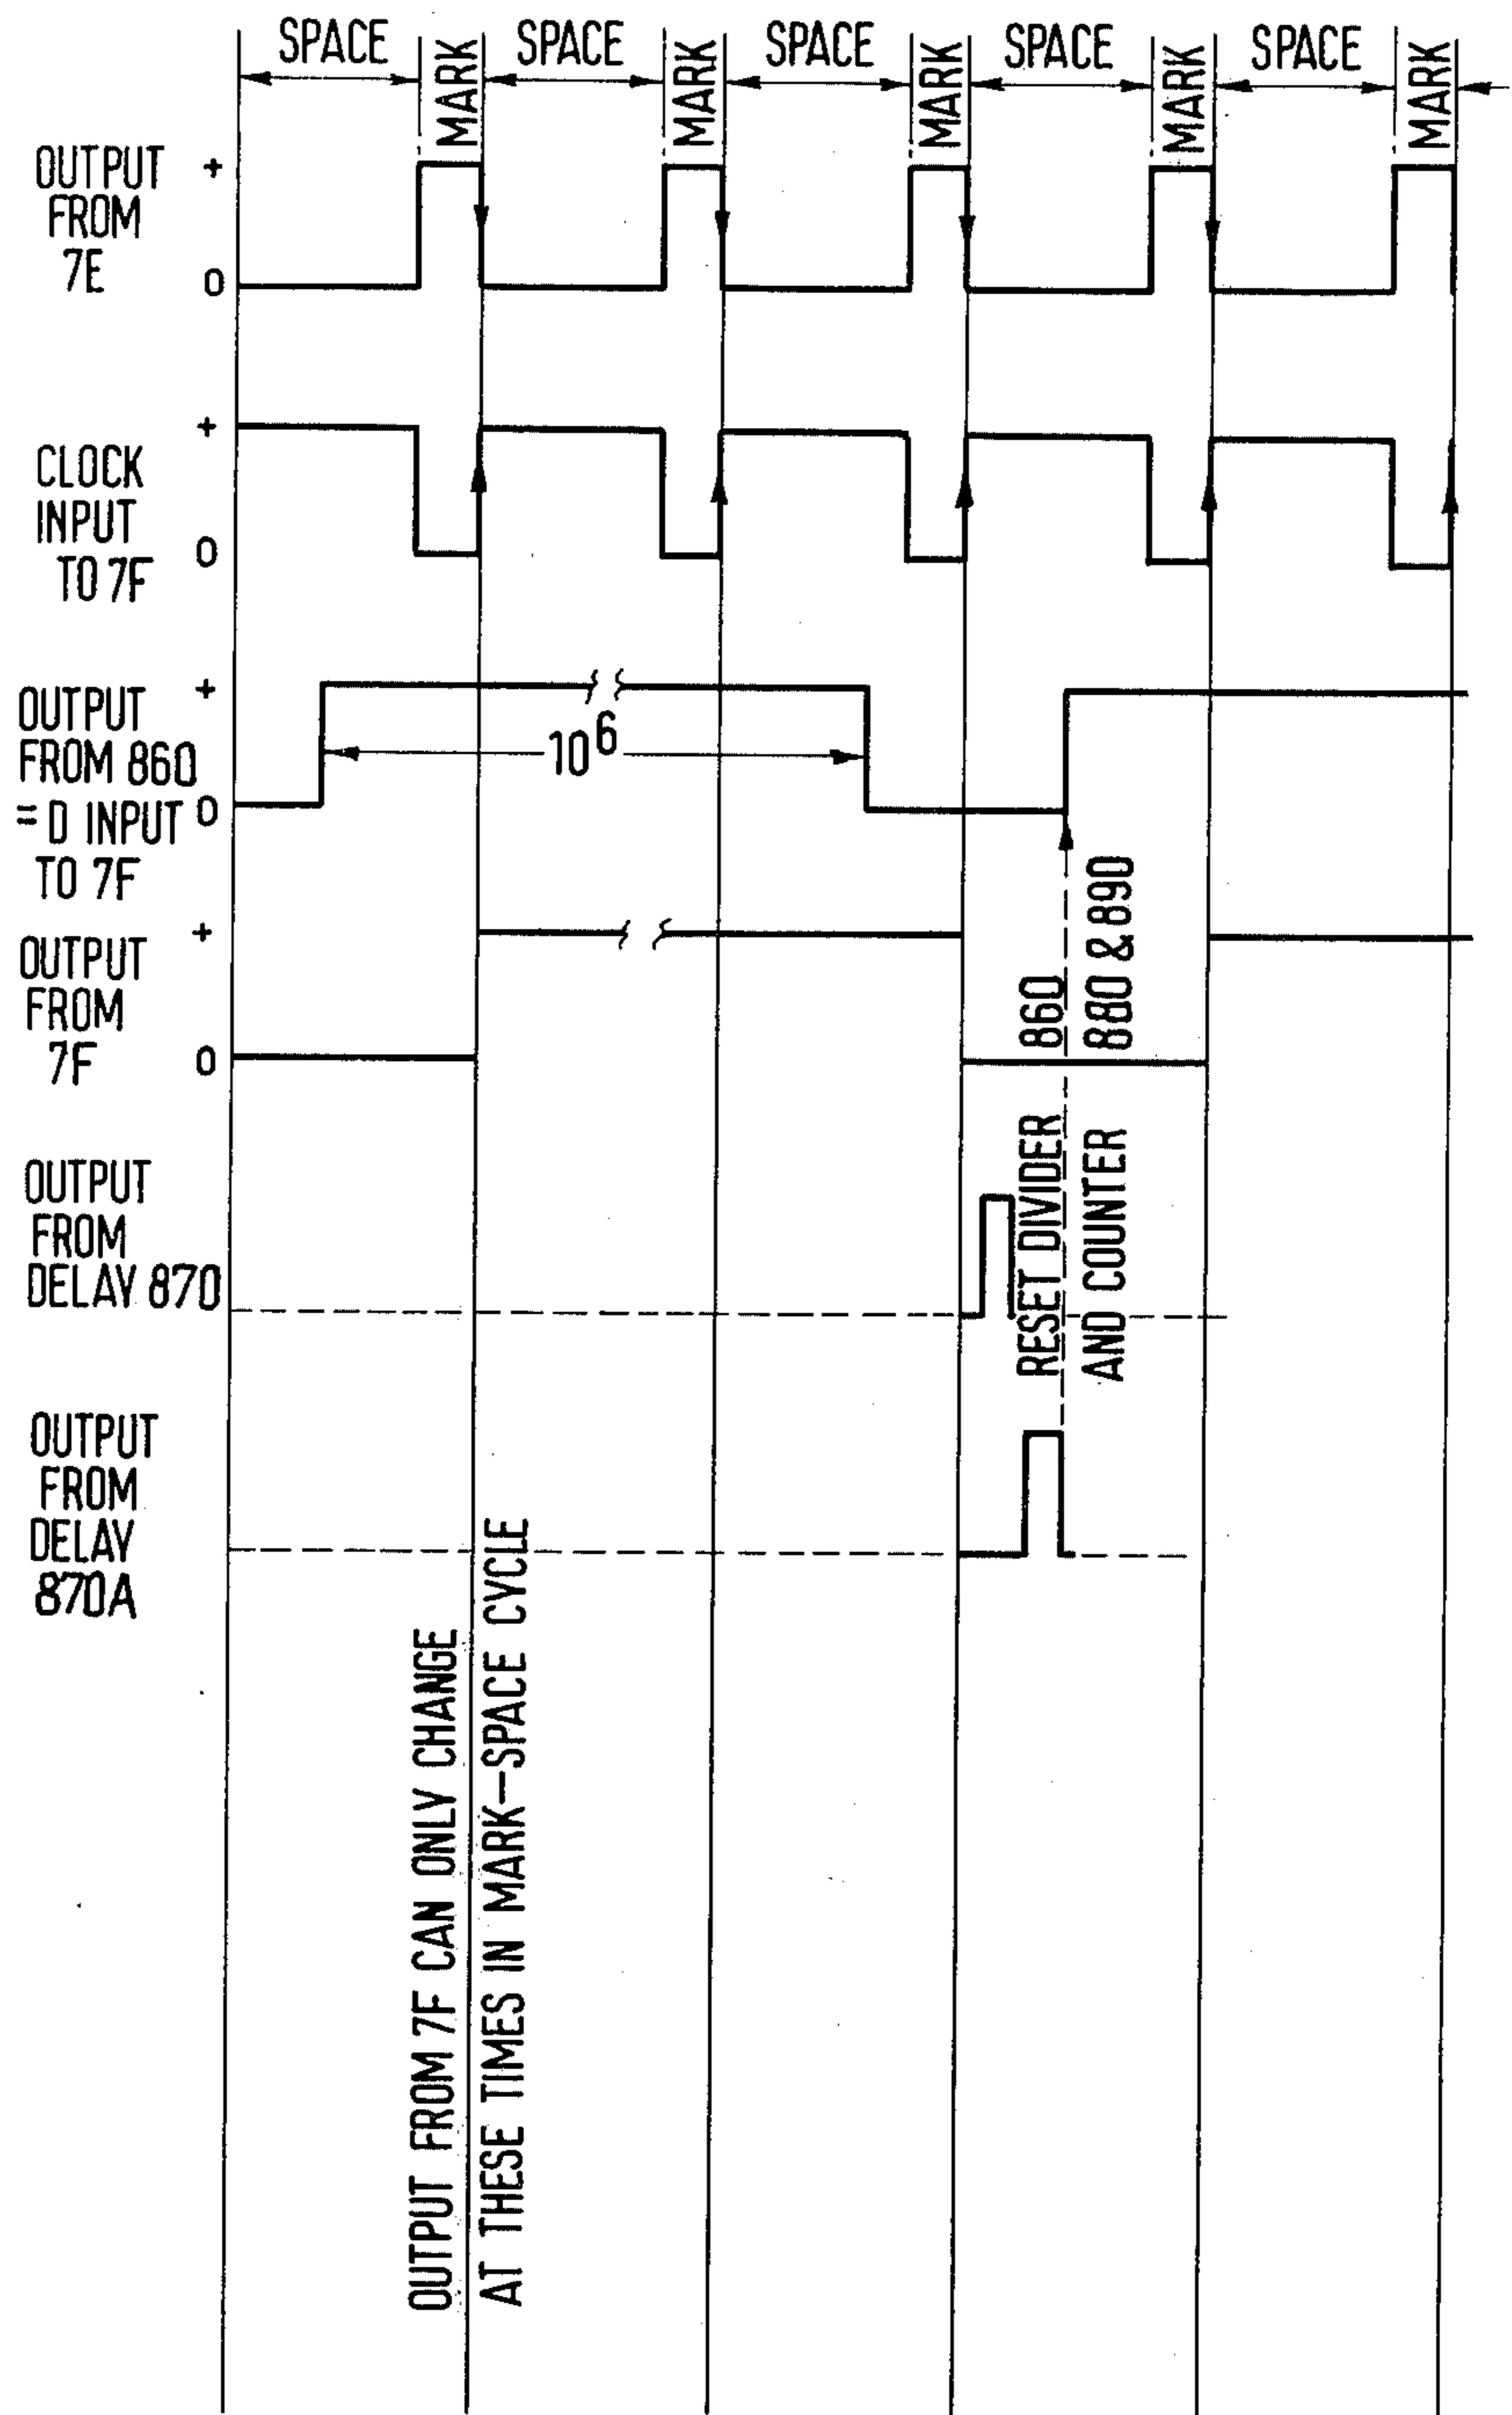 SPACE MARK SPACE MARK SPACE MARK SPACE MARK SPACE MARK
OUTPUT +
FROM
7E 0
+
CLOCK
INPUT
TO 7F 0
OUTPUT +
FROM 860
= D INPUT 0
TO 7F
10⁶
OUTPUT +
FROM
7F 0
OUTPUT
FROM
DELAY 870
RESET DIVIDER 860
AND COUNTER 880 & 890
OUTPUT
FROM
DELAY
870A
OUTPUT FROM 7F CAN ONLY CHANGE
AT THESE TIMES IN MARK–SPACE CYCLE